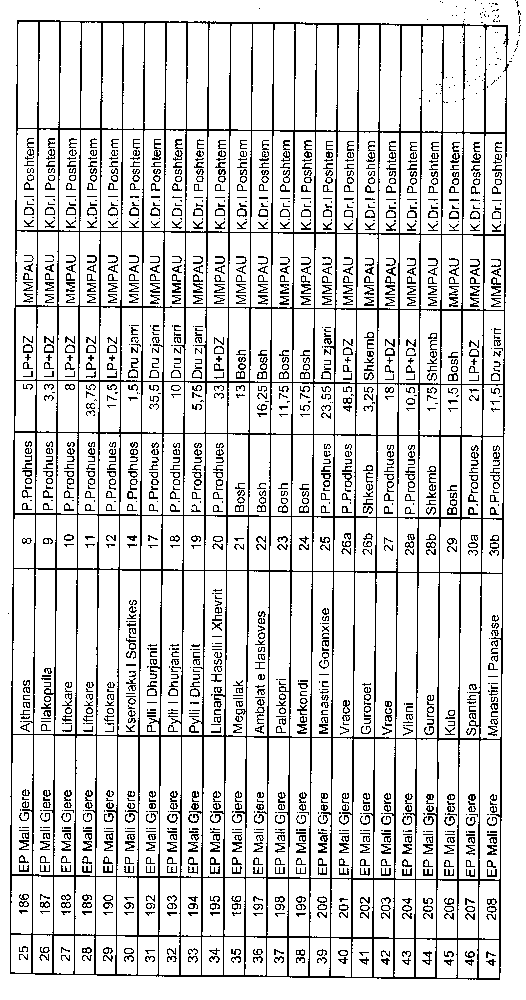 25 186 EP Mali Gjere Ajthanas 8 P.Prodhues 5 LP+DZ MMPAU K.Dr.I Poshtem
26 187 EP Mali Gjere Pllakopulla 9 P.Prodhues 3,3 LP+DZ MMPAU K.Dr.I Poshtem
27 188 EP Mali Gjere Liftokare 10 P.Prodhues 8 LP+DZ MMPAU K.Dr.I Poshtem
28 189 EP Mali Gjere Liftokare 11 P.Prodhues 38,75 LP+DZ MMPAU K.Dr.I Poshtem
29 190 EP Mali Gjere Liftokare 12 P.Prodhues 17,5 LP+DZ MMPAU K.Dr.I Poshtem
30 191 EP Mali Gjere Kserollaku I Sofratikes 14 P.Prodhues 1,5 Dru zjarri MMPAU K.Dr.I Poshtem
31 192 EP Mali Gjere Pylli I Dhurjanit 17 P.Prodhues 35,5 Dru zjarri MMPAU K.Dr.I Poshtem
32 193 EP Mali Gjere Pylli I Dhurjanit 18 P.Prodhues 10 Dru zjarri MMPAU K.Dr.I Poshtem
33 194 EP Mali Gjere Pylli I Dhurjanit 19 P.Prodhues 5,75 Dru zjarri MMPAU K.Dr.I Poshtem
34 195 EP Mali Gjere Llanarja Haselli I Xhevrit 20 P.Prodhues 33 LP+DZ MMPAU K.Dr.I Poshtem
35 196 EP Mali Gjere Megallak 21 Bosh 13 Bosh MMPAU K.Dr.I Poshtem
36 197 EP Mali Gjere Ambelat e Haskoves 22 Bosh 16,25 Bosh MMPAU K.Dr.I Poshtem
37 198 EP Mali Gjere Palokopri 23 Bosh 11,75 Bosh MMPAU K.Dr.I Poshtem
38 199 EP Mali Gjere Merkondi 24 Bosh 15,75 Bosh MMPAU K.Dr.I Poshtem
39 200 EP Mali Gjere Manastiri I Goranxise 25 P.Prodhues 23,55 Dru zjarri MMPAU K.Dr.I Poshtem
40 201 EP Mali Gjere Vrace 26a P.Prodhues 48,5 LP+DZ MMPAU K.Dr.I Poshtem
41 202 EP Mali Gjere Guroroet 26b Shkemb 3,25 Shkemb MMPAU K.Dr.I Poshtem
42 203 EP Mali Gjere Vrace 27 P.Prodhues 18 LP+DZ MMPAU K.Dr.I Poshtem
43 204 EP Mali Gjere Vilani 28a P.Prodhues 10,5 LP+DZ MMPAU K.Dr.I Poshtem
44 205 EP Mali Gjere Gurore 28b Shkemb 1,75 Shkemb MMPAU K.Dr.I Poshtem
45 206 EP Mali Gjere Kulo 29 Bosh 11,5 Bosh MMPAU K.Dr.I Poshtem
46 207 EP Mali Gjere Spanthja 30a P.Prodhues 21 LP+DZ MMPAU K.Dr.I Poshtem
47 208 EP Mali Gjere Manastiri I Panajase 30b P.Prodhues 11,5 Dru zjarri MMPAU K.Dr.I Poshtem